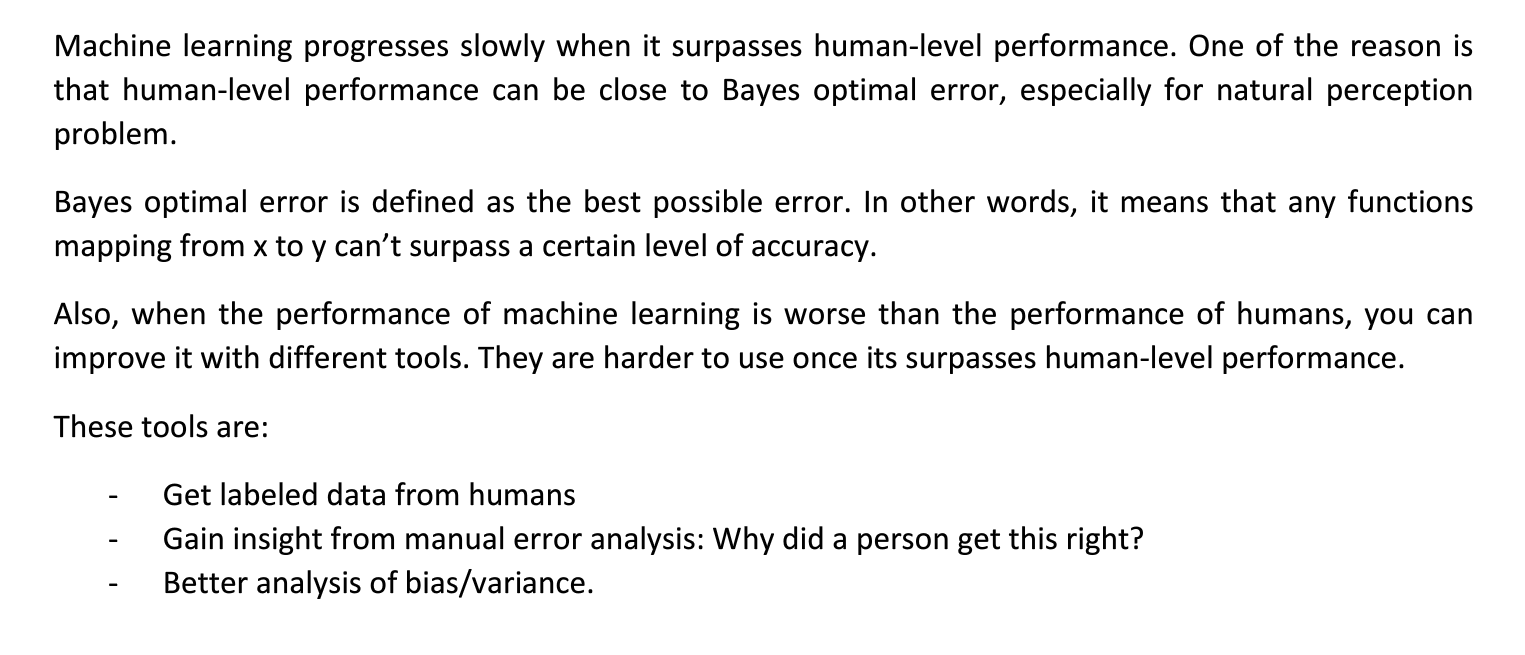 Machine learning progresses slowly when it surpasses human-level performance. One of the reason is
that human-level performance can be close to Bayes optimal error, especially for natural perception
problem.
Bayes optimal error is defined as the best possible error. In other words, it means that any functions
mapping from x to y can’t surpass a certain level of accuracy.
Also, when the performance of machine learning is worse than the performance of humans, you can
improve it with different tools. They are harder to use once its surpasses human-level performance.
These tools are:
- Get labeled data from humans
- Gain insight from manual error analysis: Why did a person get this right?
- Better analysis of bias/variance.